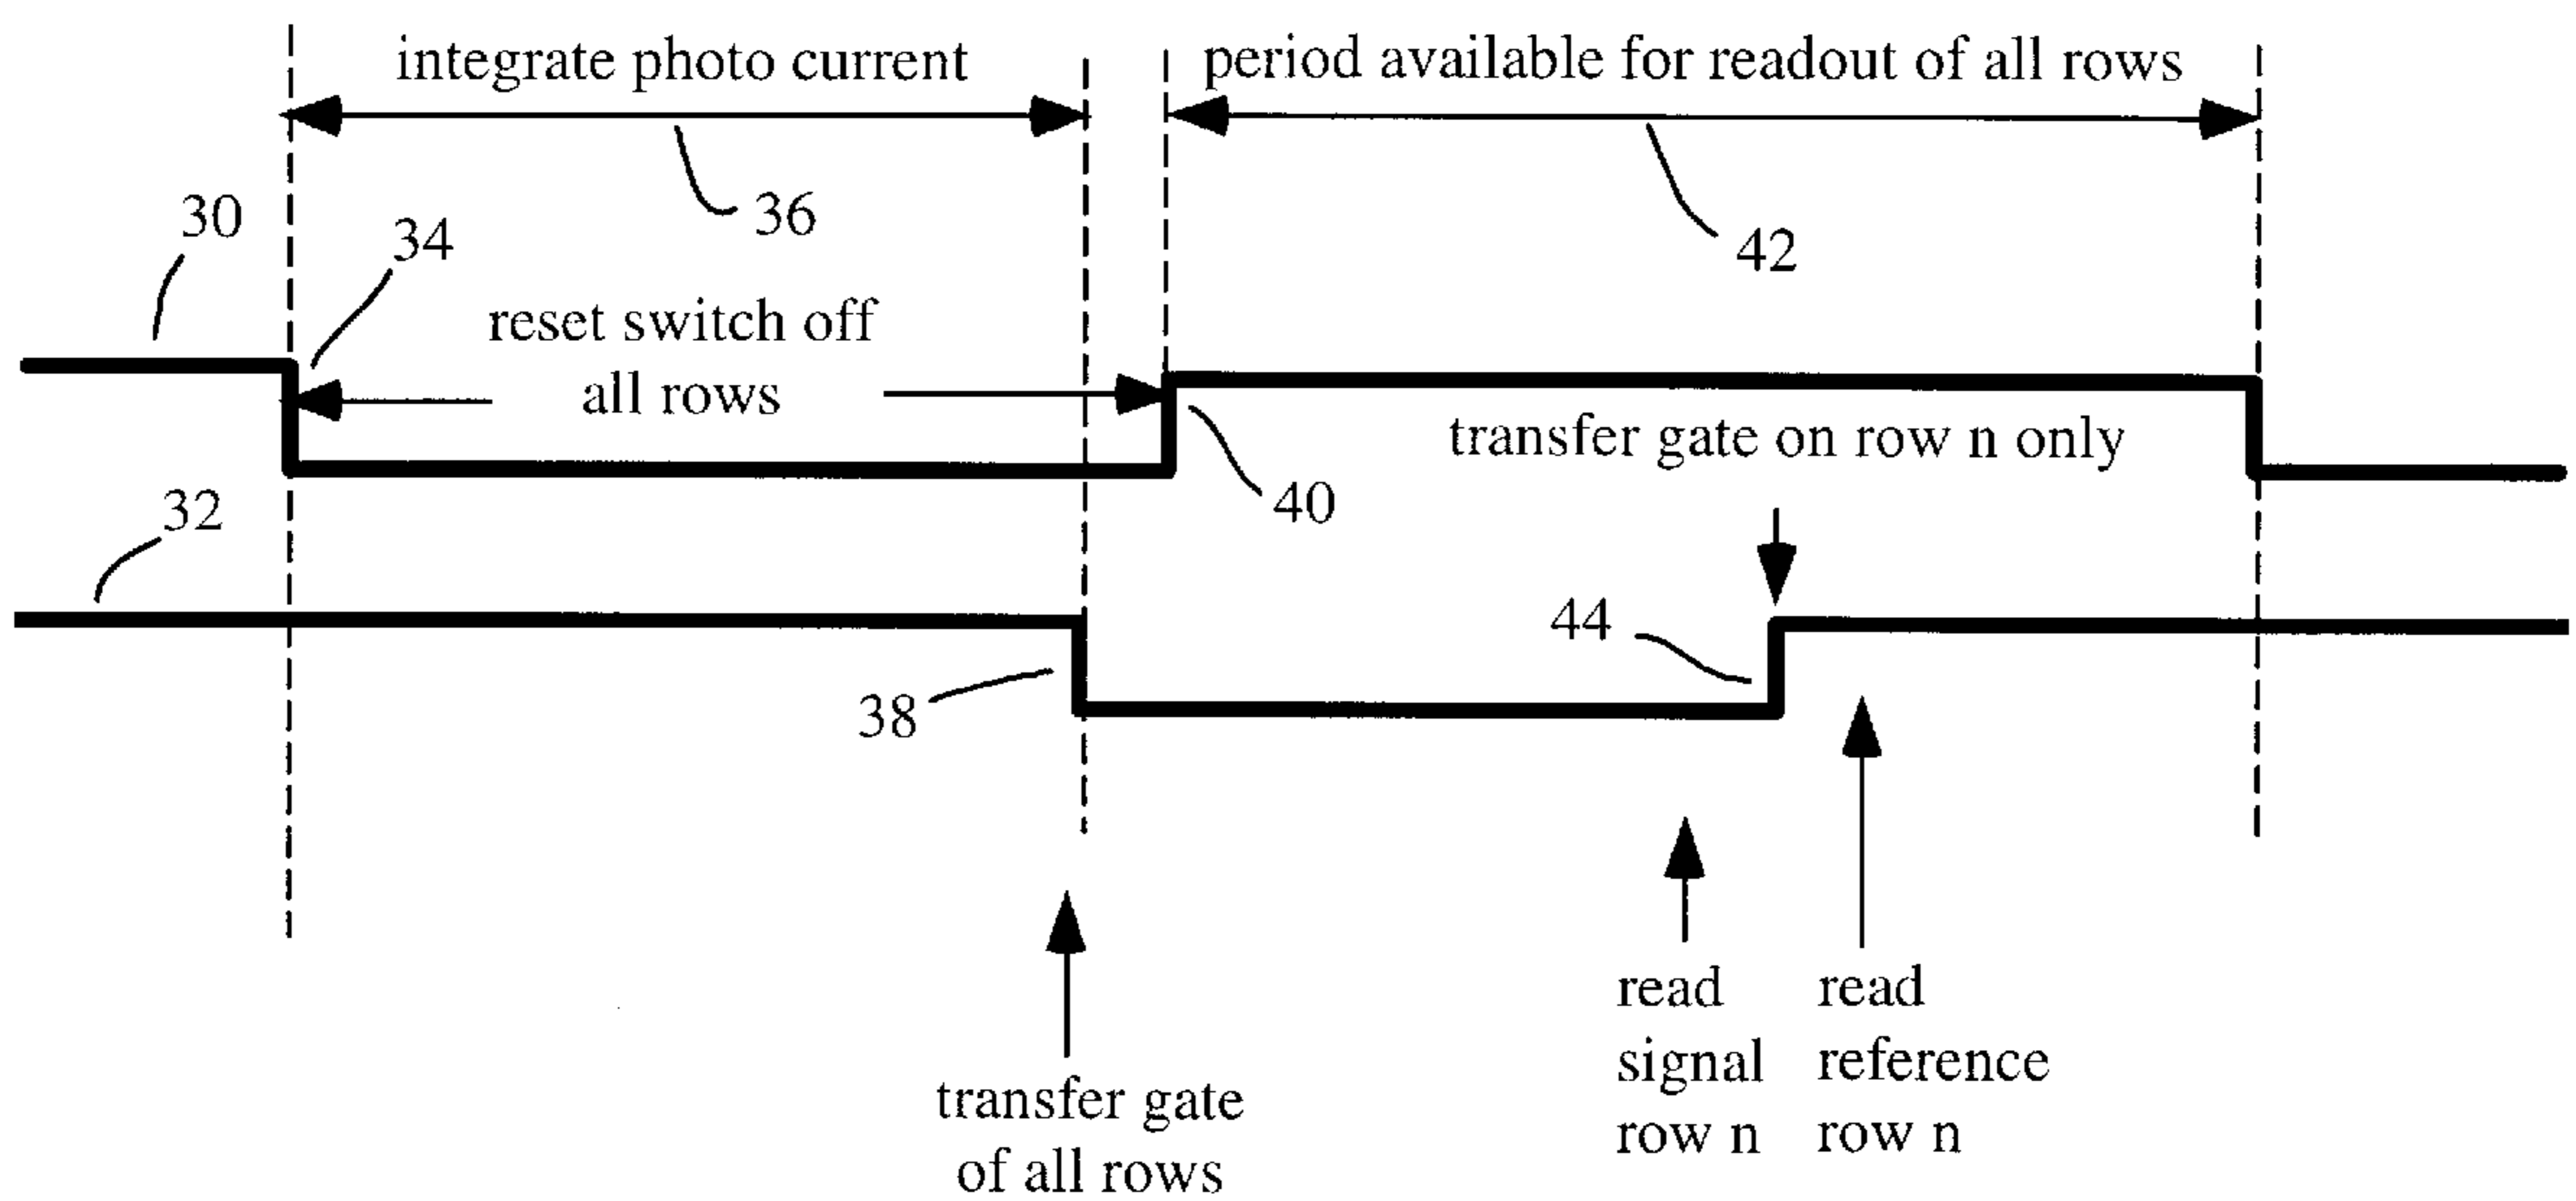 integrate photo current
period available for readout of all rows
36
42
30
34
reset switch off
all rows
transfer gate on row n only
40
32
44
38
read
signal
row n
read
reference
row n
transfer gate
of all rows